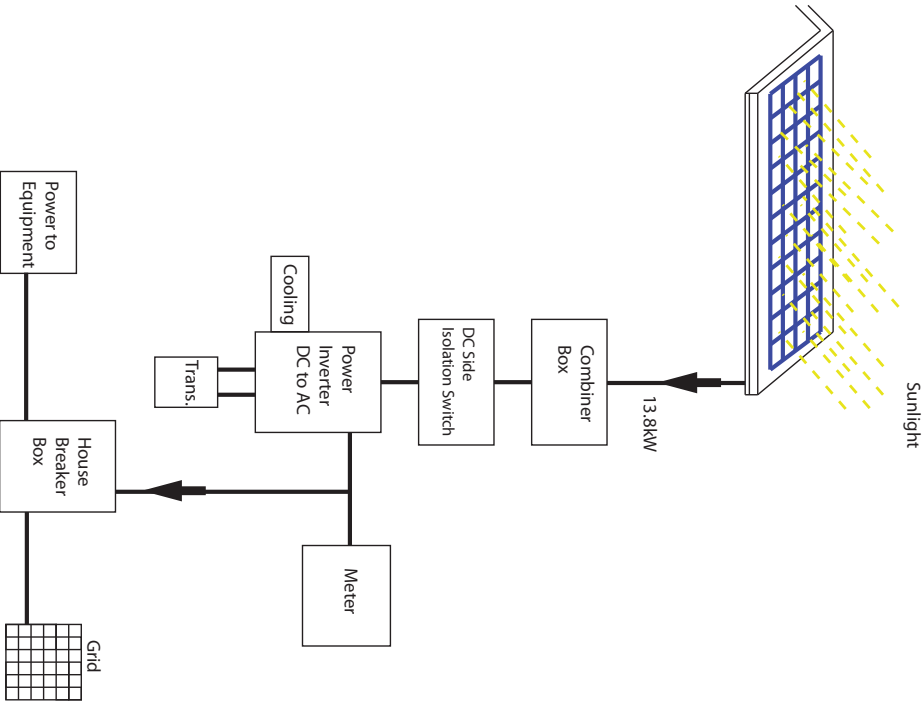 Sunlight
13.8kW
Combiner
Box
DC Side
Isolation Switch
Power
Inverter
DC to AC
Cooling
Trans.
Meter
House
Breaker
Box
Power to
Equipment
Grid